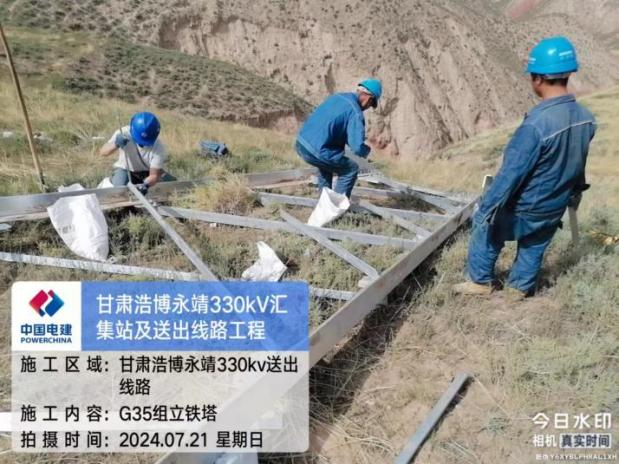 中国电建
POWERCHINA
甘肃浩博永靖330kV汇
集站及送出线路工程
施工区域: 甘肃浩博永靖330kv送出
线路
施工内容: G35组立铁塔
拍摄时间: 2024.07.21 星期日
今日水印
相机 真实时间